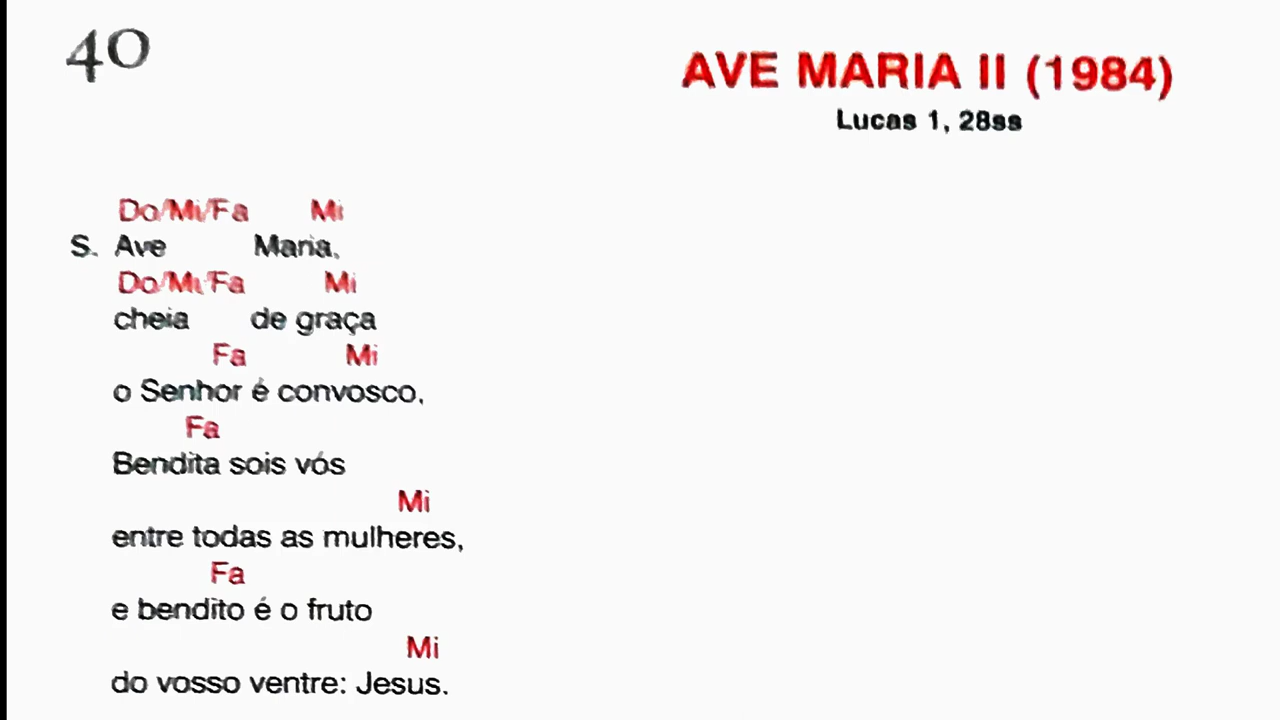 40
AVE MARIA II (1984)
Lucas 1, 28ss
Do/Mi/Fa Mi
S. Ave Maria,
Do/Mi/Fa Mi
cheia de graça
Fa Mi
o Senhor é convosco,
Fa
Bendita sois vós
Mi
entre todas as mulheres,
Fa
e bendito é o fruto
Mi
do vosso ventre: Jesus.